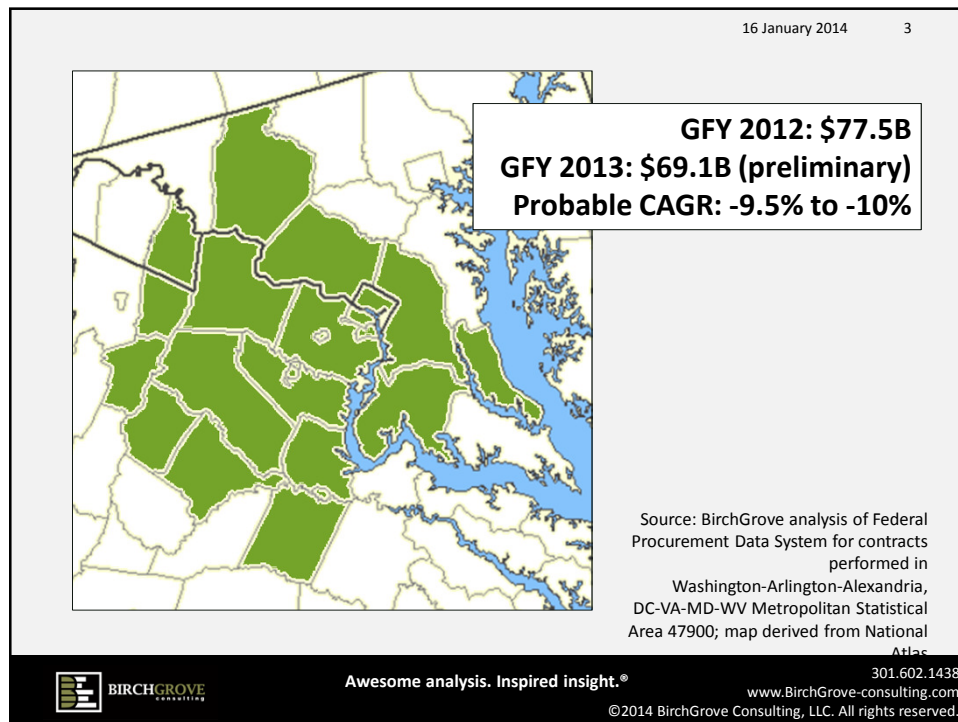 16 January 2014 3
GFY 2012: $77.5B
GFY 2013: $69.1B (preliminary)
Probable CAGR: -9.5% to -10%
Source: BirchGrove analysis of Federal
Procurement Data System for contracts
performed in
Washington-Arlington-Alexandria,
DC-VA-MD-WV Metropolitan Statistical
Area 47900; map derived from National
Atlas
BIRCHGROVE
consulting
Awesome analysis. Inspired insight.®
301.602.1438
www.BirchGrove-consulting.com
©2014 BirchGrove Consulting, LLC. All rights reserved.